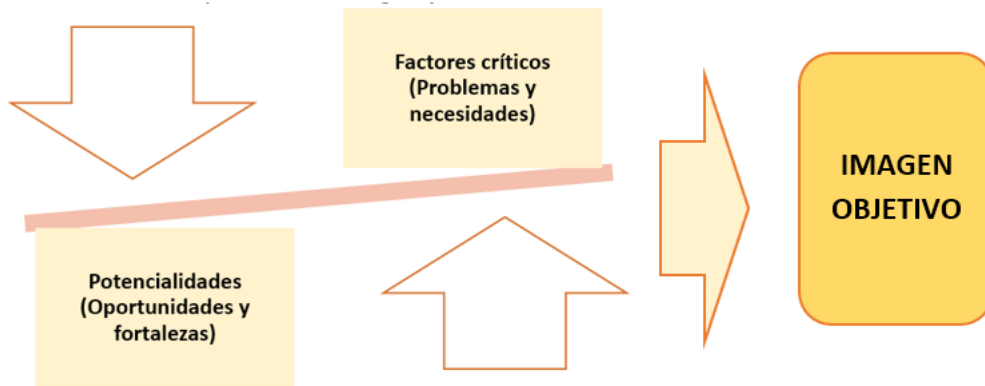 Factores críticos
(Problemas y
necesidades)
IMAGEN
OBJETIVO
Potencialidades
(Oportunidades y
fortalezas)